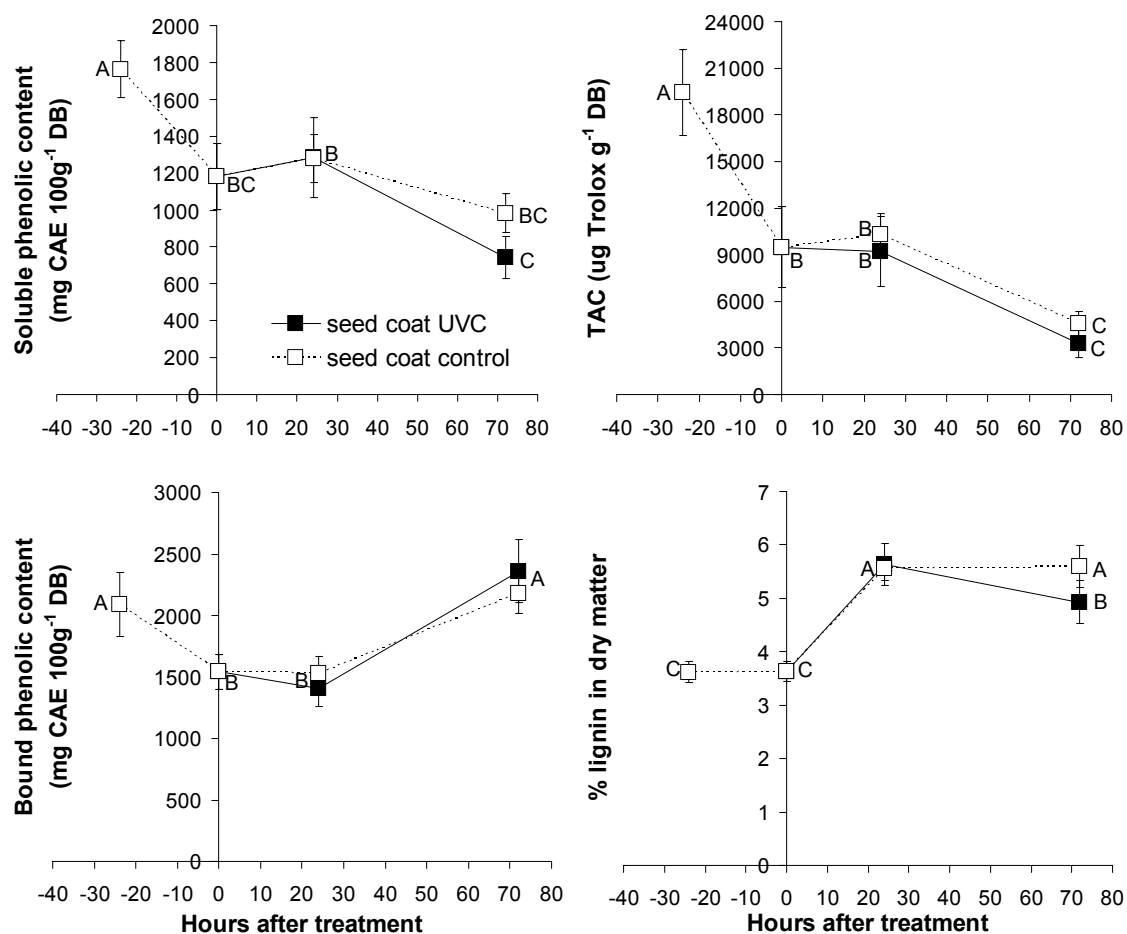 Soluble phenolic content
(mg CAE 100g⁻¹ DB)
2000
1800
1600
1400
1200
1000
800
600
400
200
0
A
BC
B
BC
C
seed coat UVC
seed coat control
-40 -30 -20 -10 0 10 20 30 40 50 60 70 80
TAC (ug Trolox g⁻¹ DB)
24000
21000
18000
15000
12000
9000
6000
3000
0
A
B
B
B
C
C
-40 -30 -20 -10 0 10 20 30 40 50 60 70 80
Bound phenolic content
(mg CAE 100g⁻¹ DB)
3000
2500
2000
1500
1000
500
0
A
B
B
A
-40 -30 -20 -10 0 10 20 30 40 50 60 70 80
Hours after treatment
% lignin in dry matter
7
6
5
4
3
2
1
0
C
C
A
A
B
-40 -30 -20 -10 0 10 20 30 40 50 60 70 80
Hours after treatment